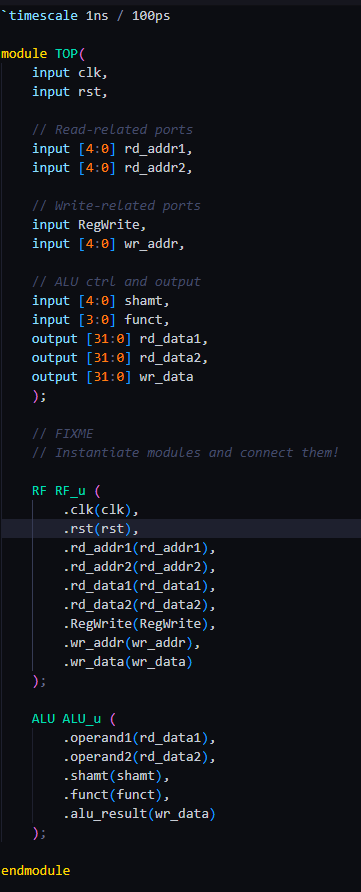 `timescale 1ns / 100ps
module TOP(
input clk,
input rst,
// Read-related ports
input [4:0] rd_addr1,
input [4:0] rd_addr2,
// Write-related ports
input RegWrite,
input [4:0] wr_addr,
// ALU ctrl and output
input [4:0] shamt,
input [3:0] funct,
output [31:0] rd_data1,
output [31:0] rd_data2,
output [31:0] wr_data
);
// FIXME
// Instantiate modules and connect them!
RF RF_u (
.clk(clk),
.rst(rst),
.rd_addr1(rd_addr1),
.rd_addr2(rd_addr2),
.rd_data1(rd_data1),
.rd_data2(rd_data2),
.RegWrite(RegWrite),
.wr_addr(wr_addr),
.wr_data(wr_data)
);
ALU ALU_u (
.operand1(rd_data1),
.operand2(rd_data2),
.shamt(shamt),
.funct(funct),
.alu_result(wr_data)
);
endmodule